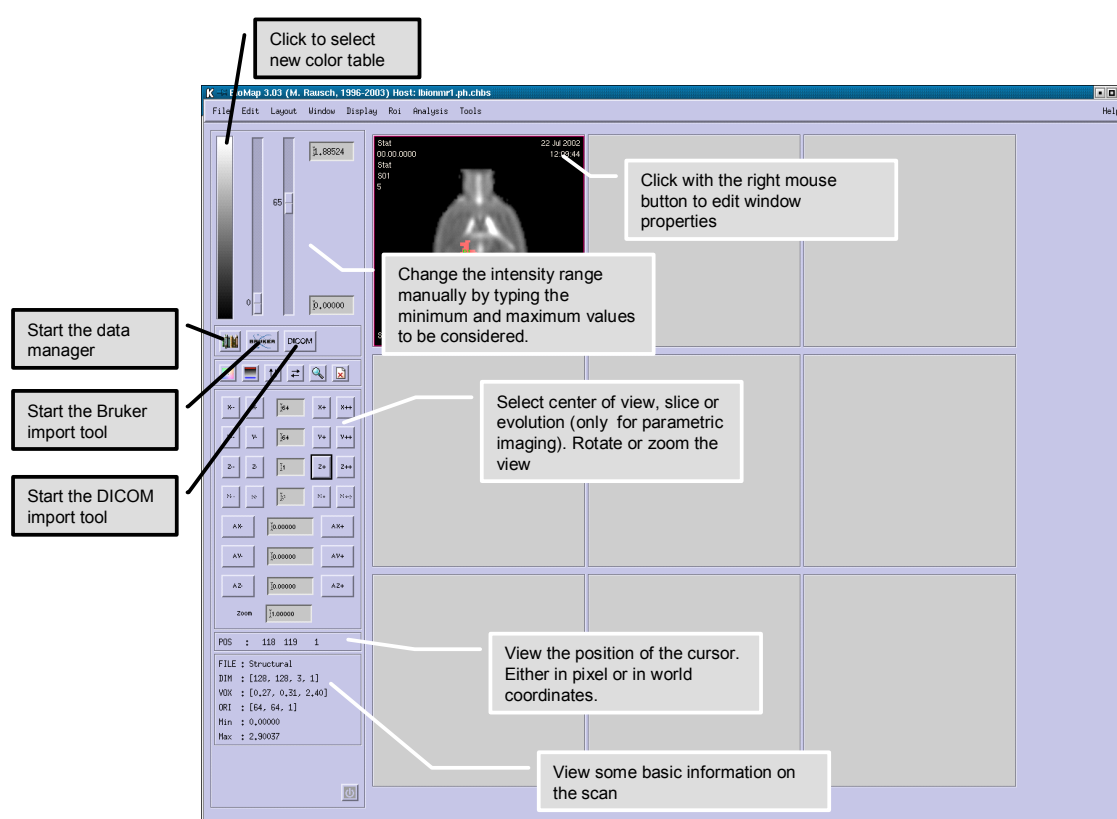 Click to select
new color table
K BioMap 3.03 (M. Rausch, 1996-2003) Host: lbionmr1.ph.chbs
File Edit Layout Window Display Roi Analysis Tools Help
1.88524
65
0
0.00000
Stat
00.00.0000
Stat
S01
S
22 Jul 2002
12:09:44
Click with the right mouse
button to edit window
properties
Change the intensity range
manually by typing the
minimum and maximum values
to be considered.
Start the data
manager
BRUKER DICOM
Start the Bruker
import tool
Start the DICOM
import tool
X-- 64 X+ X++
Y- 64 Y+ Y++
Z-- Z- 1 Z+ Z++
N-- N- N+ N++
AX- 0.00000 AX+
AY- 0.00000 AY+
AZ- 0.00000 AZ+
Zoom 1.00000
Select center of view, slice or
evolution (only for parametric
imaging). Rotate or zoom the
view
POS : 118 119 1
View the position of the cursor.
Either in pixel or in world
coordinates.
FILE : Structural
DIM : [128, 128, 3, 1]
VOX : [0.27, 0.31, 2.40]
ORI : [64, 64, 1]
Min : 0.00000
Max : 2.90037
View some basic information on
the scan